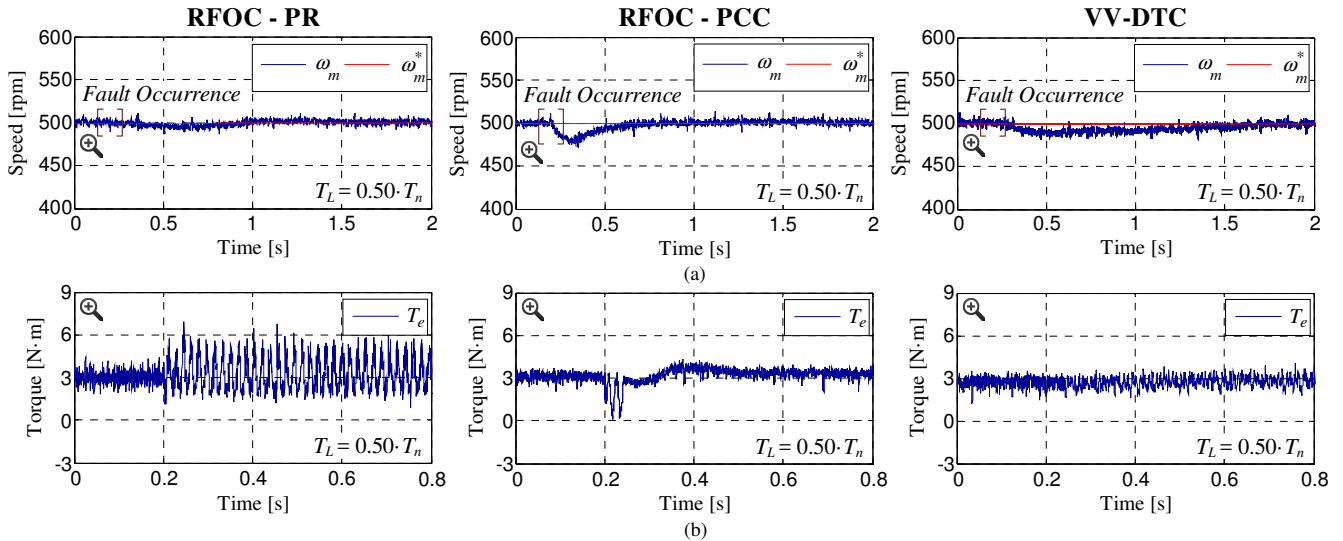 RFOC - PR
RFOC - PCC
VV-DTC
600
550
500
450
400
Speed [rpm]
ω_m ω_m^*
Fault Occurrence
T_L = 0.50· T_n
0 0.5 1 1.5 2
Time [s]
600
550
500
450
400
Speed [rpm]
ω_m ω_m^*
Fault Occurrence
T_L = 0.50· T_n
0 0.5 1 1.5 2
Time [s]
600
550
500
450
400
Speed [rpm]
ω_m ω_m^*
Fault Occurrence
T_L = 0.50· T_n
0 0.5 1 1.5 2
Time [s]
(a)
9
6
3
0
-3
Torque [N·m]
T_e
T_L = 0.50· T_n
0 0.2 0.4 0.6 0.8
Time [s]
9
6
3
0
-3
Torque [N·m]
T_e
T_L = 0.50· T_n
0 0.2 0.4 0.6 0.8
Time [s]
9
6
3
0
-3
Torque [N·m]
T_e
T_L = 0.50· T_n
0 0.2 0.4 0.6 0.8
Time [s]
(b)